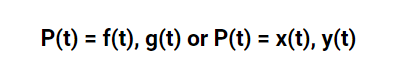 P(t) = f(t), g(t) or P(t) = x(t), y(t)